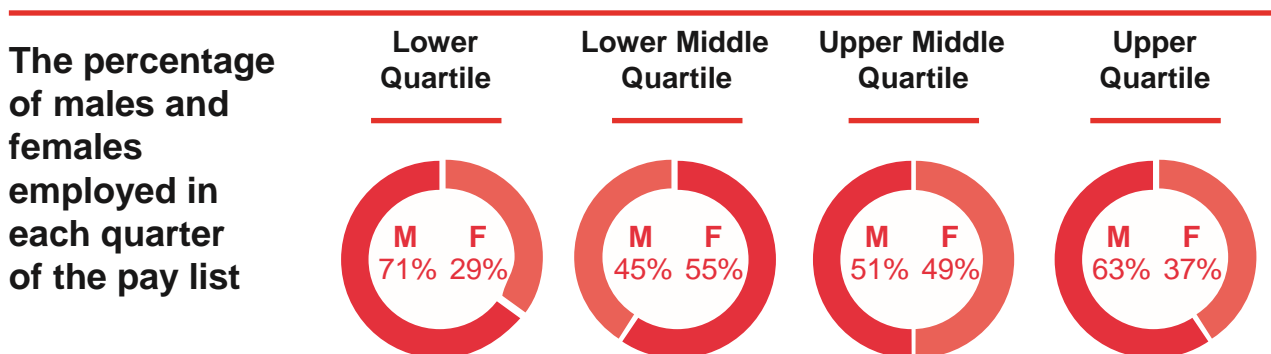 The percentage
of males and
females
employed in
each quarter
of the pay list
Lower
Quartile
M F
71% 29%
Lower Middle
Quartile
M F
45% 55%
Upper Middle
Quartile
M F
51% 49%
Upper
Quartile
M F
63% 37%